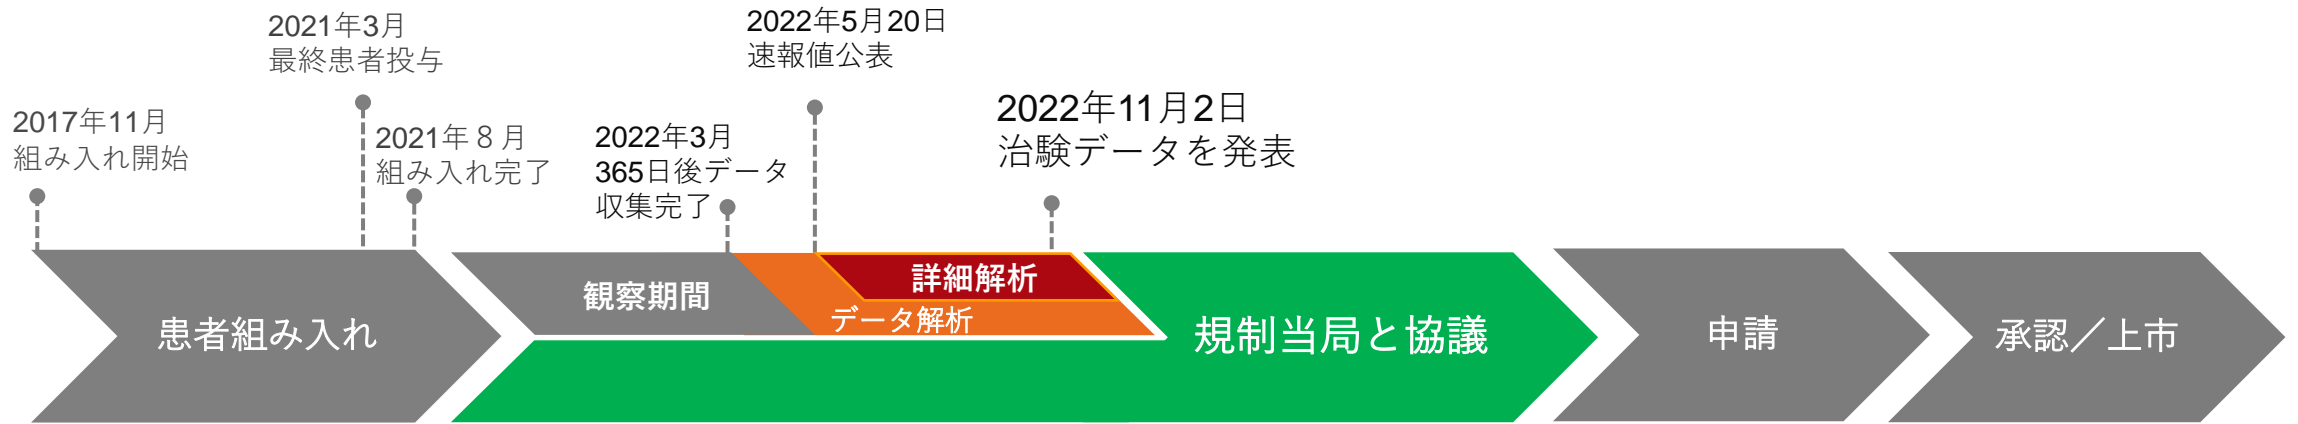 2017年11月
組み入れ開始
2021年3月
最終患者投与
2021年８月
組み入れ完了
2022年3月
365日後データ
収集完了
2022年5月20日
速報値公表
2022年11月2日
治験データを発表
患者組み入れ
観察期間
詳細解析
データ解析
規制当局と協議
申請
承認／上市